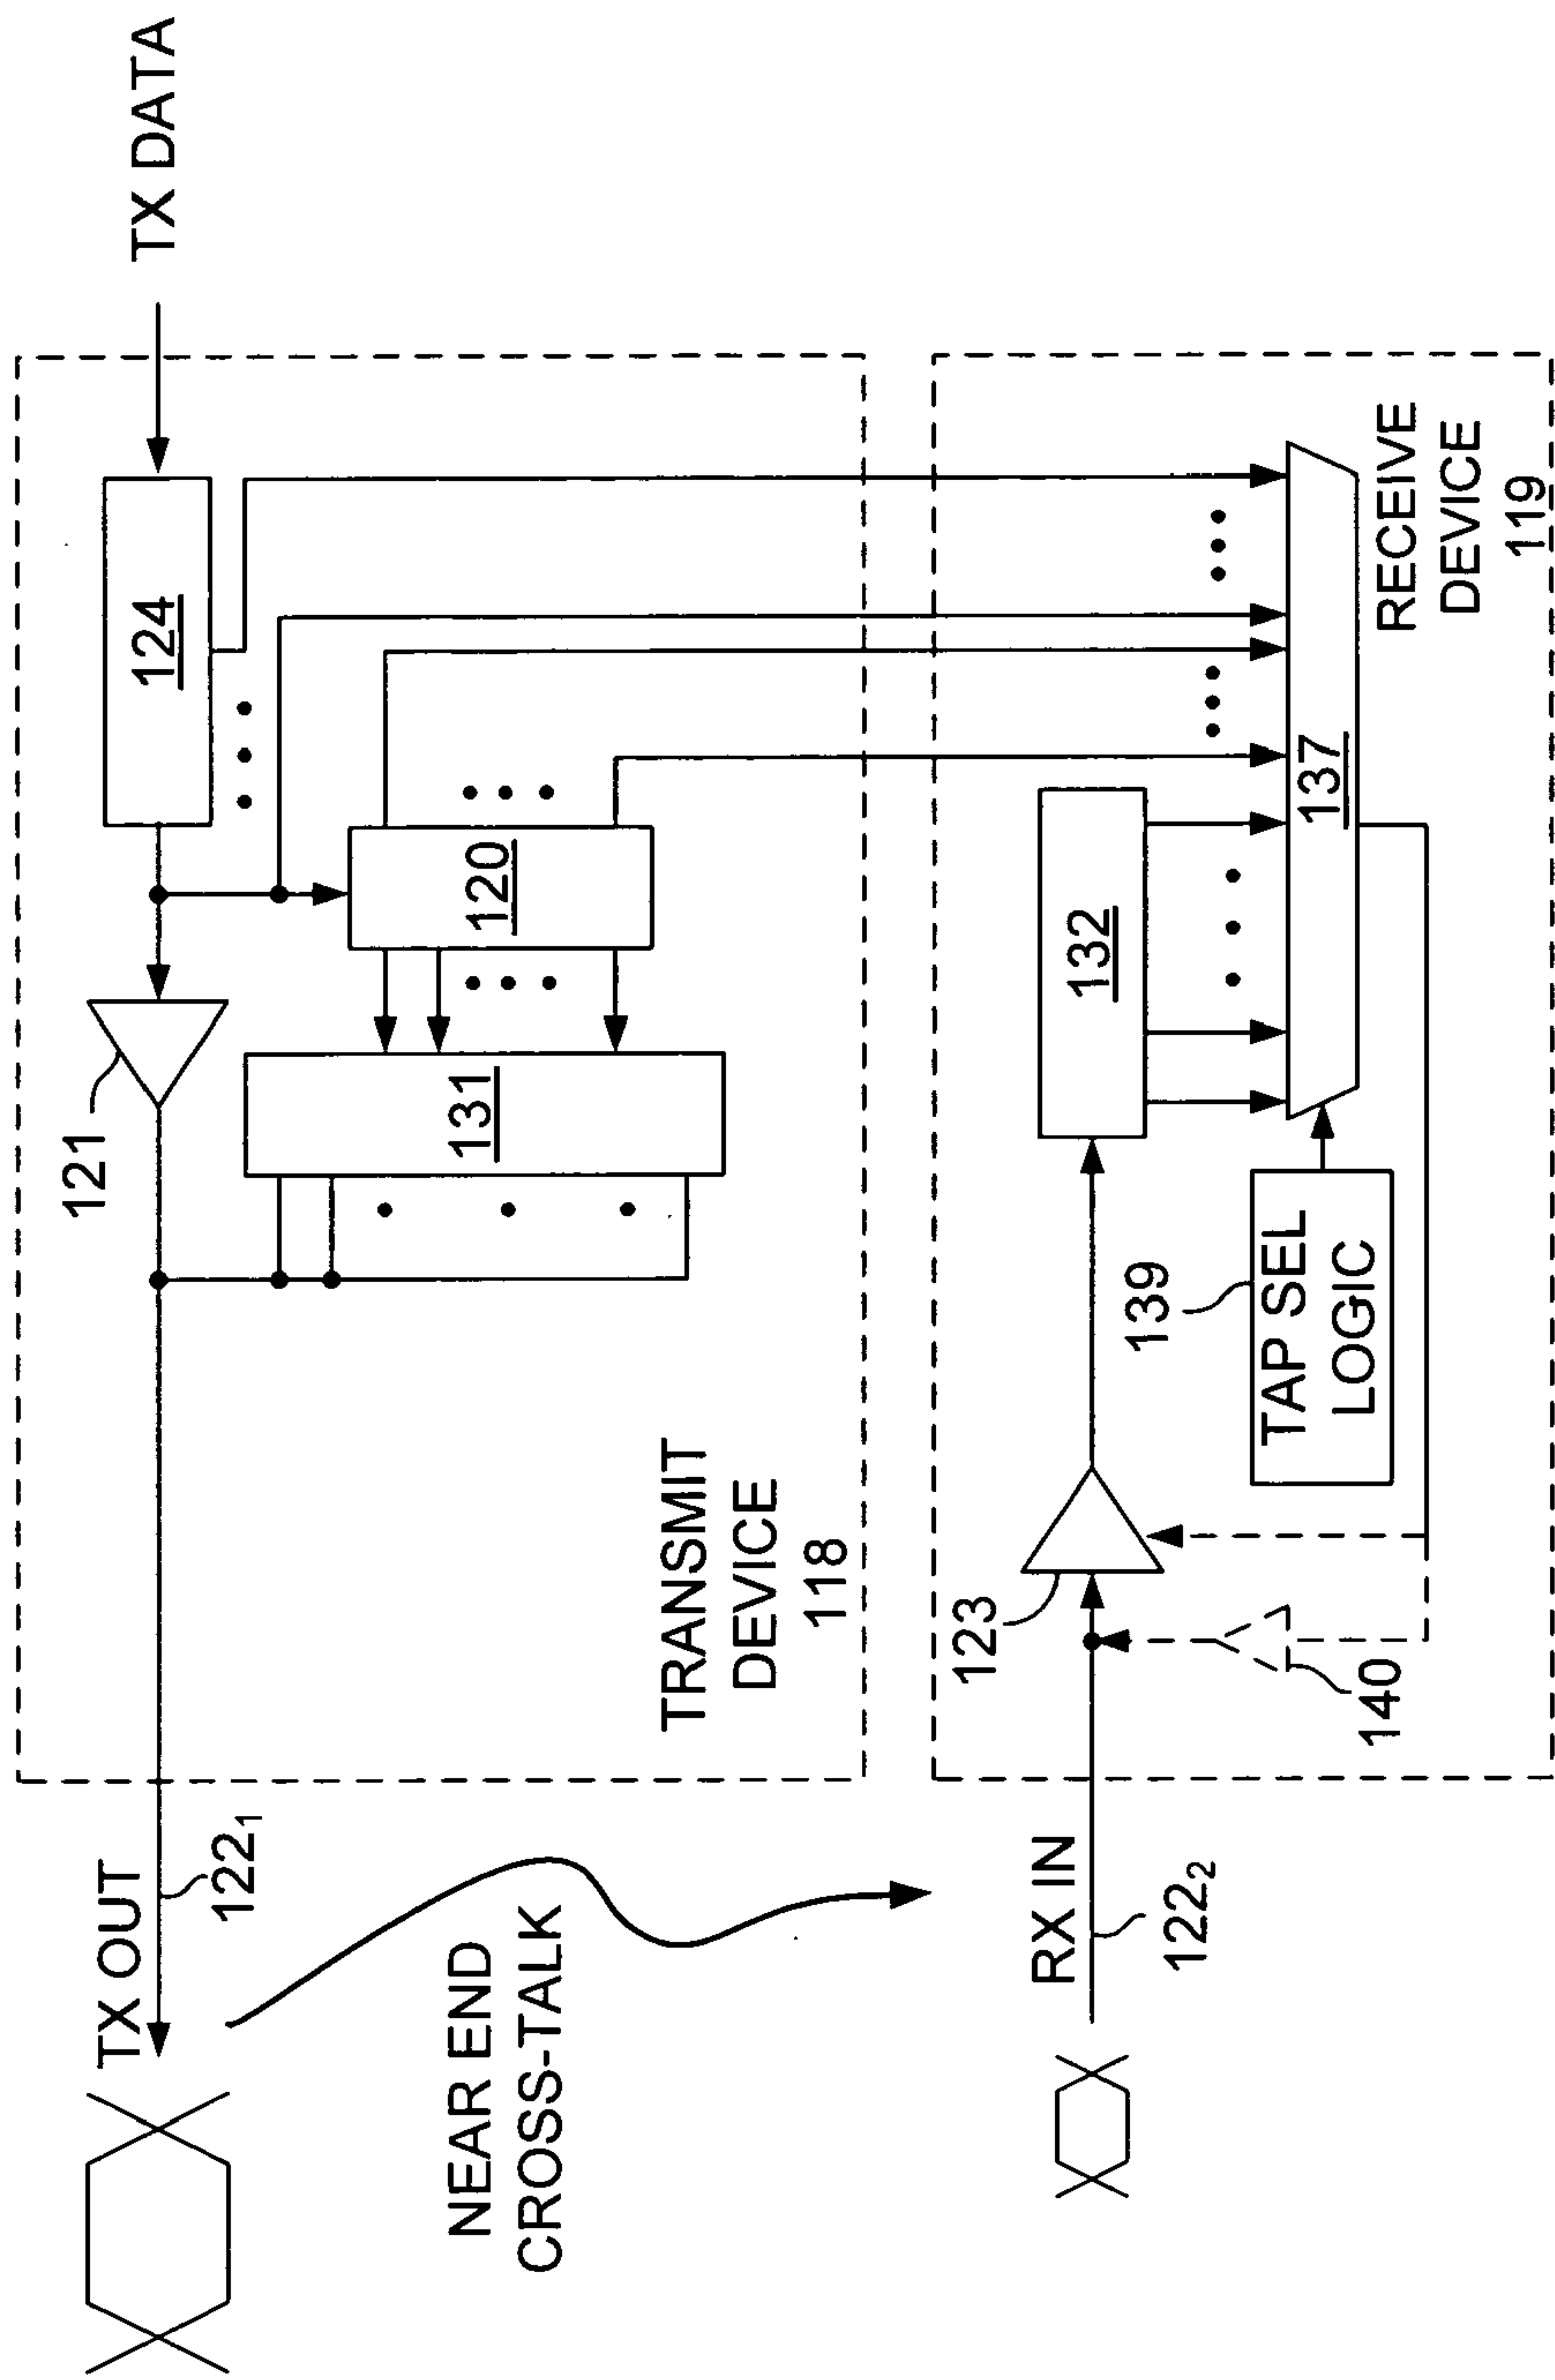 TX DATA
124
121
120
131
TX OUT
122₁
TRANSMIT
DEVICE
118
NEAR END
CROSS-TALK
RX IN
122₂
123
132
139
TAP SEL
LOGIC
137
140
RECEIVE
DEVICE
119